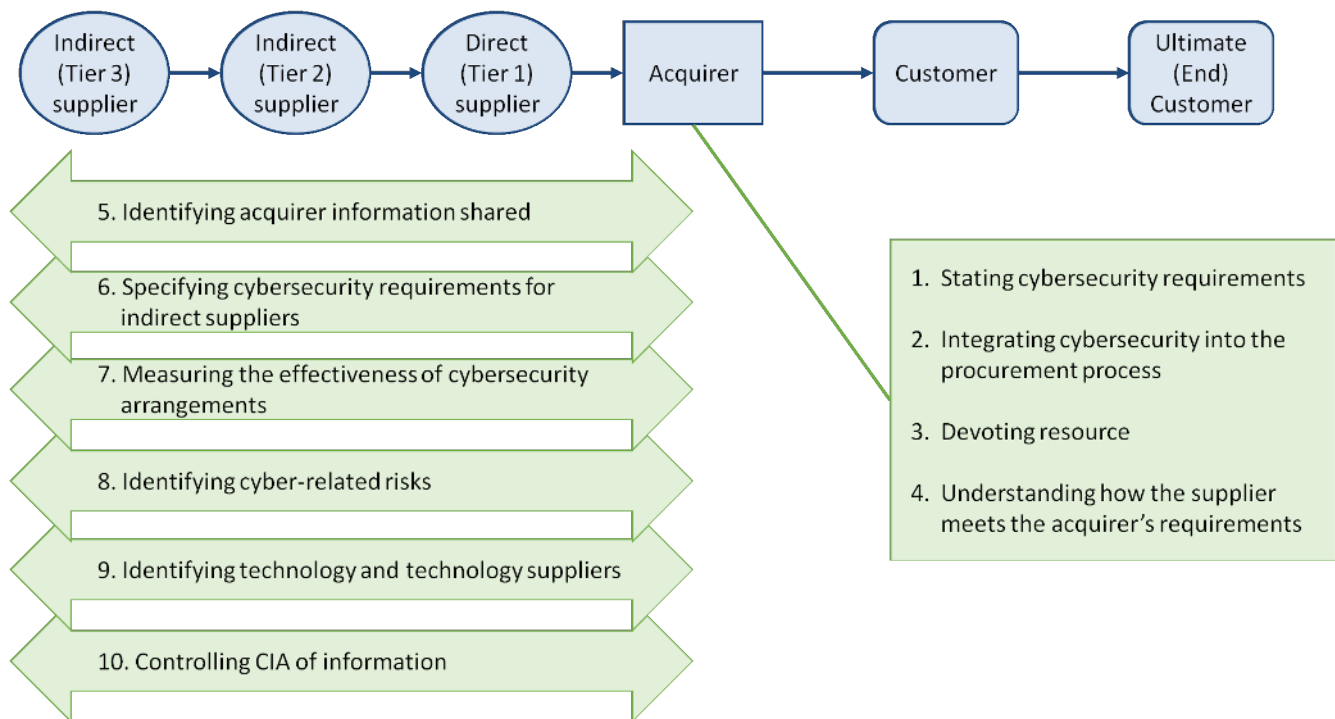 Indirect
(Tier 3)
supplier
Indirect
(Tier 2)
supplier
Direct
(Tier 1)
supplier
Acquirer
Customer
Ultimate
(End)
Customer
5. Identifying acquirer information shared
6. Specifying cybersecurity requirements for
indirect suppliers
7. Measuring the effectiveness of cybersecurity
arrangements
8. Identifying cyber-related risks
9. Identifying technology and technology suppliers
10. Controlling CIA of information
1. Stating cybersecurity requirements
2. Integrating cybersecurity into the
procurement process
3. Devoting resource
4. Understanding how the supplier
meets the acquirer’s requirements